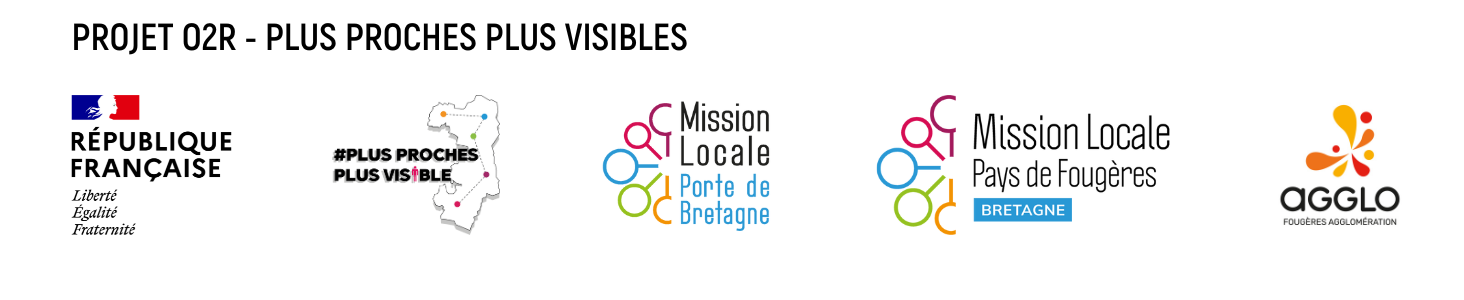 PROJET O2R - PLUS PROCHES PLUS VISIBLES
RÉPUBLIQUE
FRANÇAISE
Liberté
Égalité
Fraternité
#PLUS PROCHES
PLUS VISIBLE
Mission
Locale
Porte de
Bretagne
Mission Locale
Pays de Fougères
BRETAGNE
AGGLO
FOUGÈRES AGGLOMÉRATION